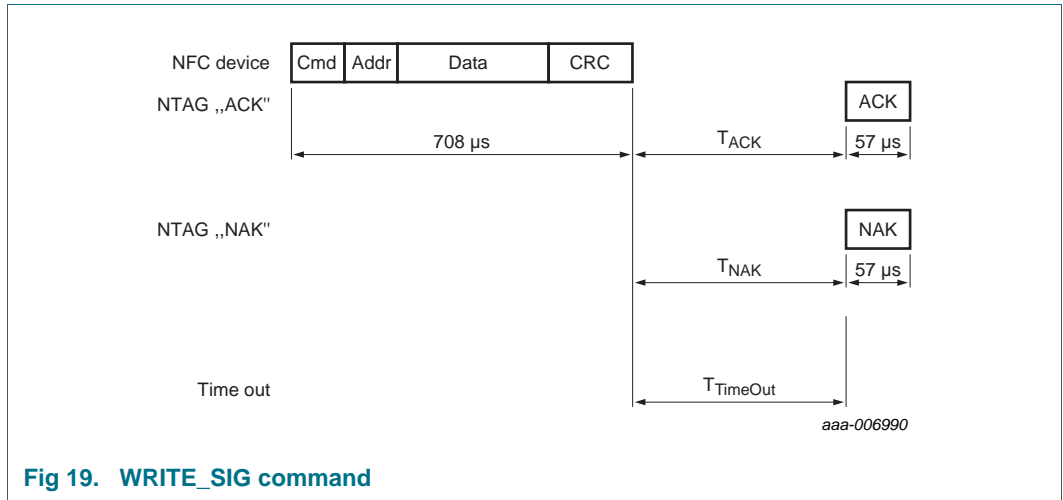 NFC device Cmd Addr Data CRC
NTAG ,,ACK" ACK
708 µs TACK 57 µs
NTAG ,,NAK" NAK
TNAK 57 µs
Time out TTimeOut
aaa-006990
Fig 19. WRITE_SIG command